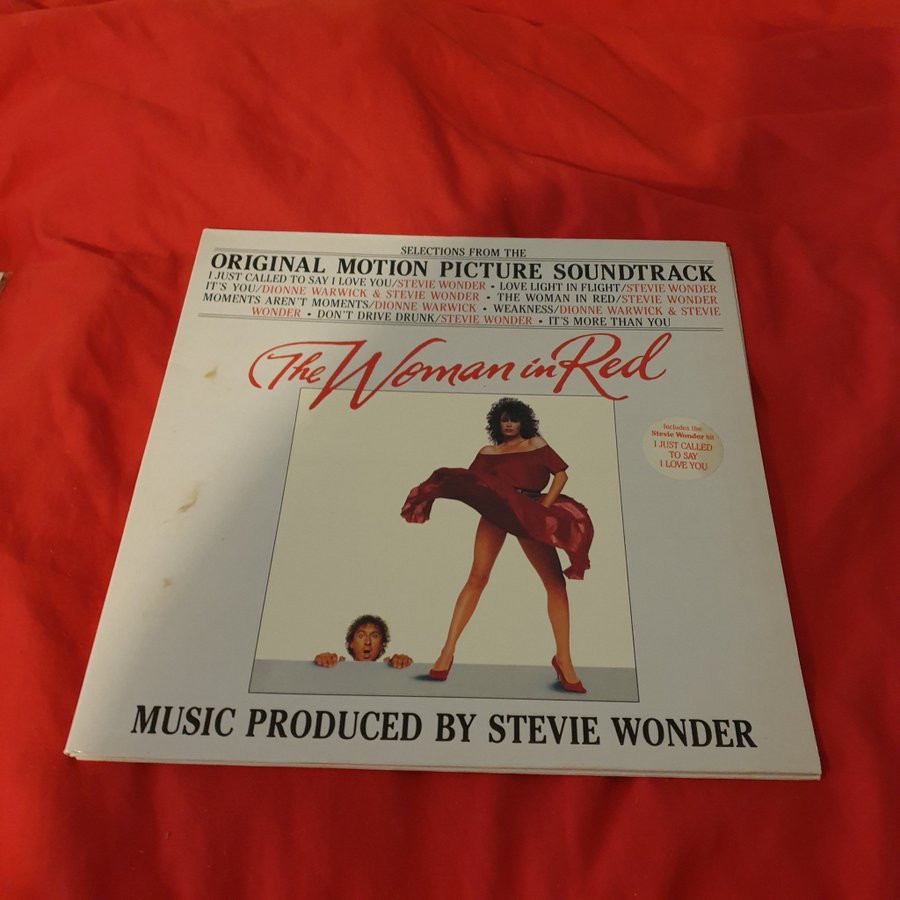 SELECTIONS FROM THE
ORIGINAL MOTION PICTURE SOUNDTRACK
I JUST CALLED TO SAY I LOVE YOU/STEVIE WONDER • LOVE LIGHT IN FLIGHT/STEVIE WONDER
IT'S YOU/DIONNE WARWICK & STEVIE WONDER • THE WOMAN IN RED/STEVIE WONDER
MOMENTS AREN'T MOMENTS/DIONNE WARWICK • WEAKNESS/DIONNE WARWICK & STEVIE
WONDER • DON'T DRIVE DRUNK/STEVIE WONDER • IT'S MORE THAN YOU
The Woman in Red
Includes the
Stevie Wonder hit
I JUST CALLED
TO SAY
I LOVE YOU
MUSIC PRODUCED BY STEVIE WONDER